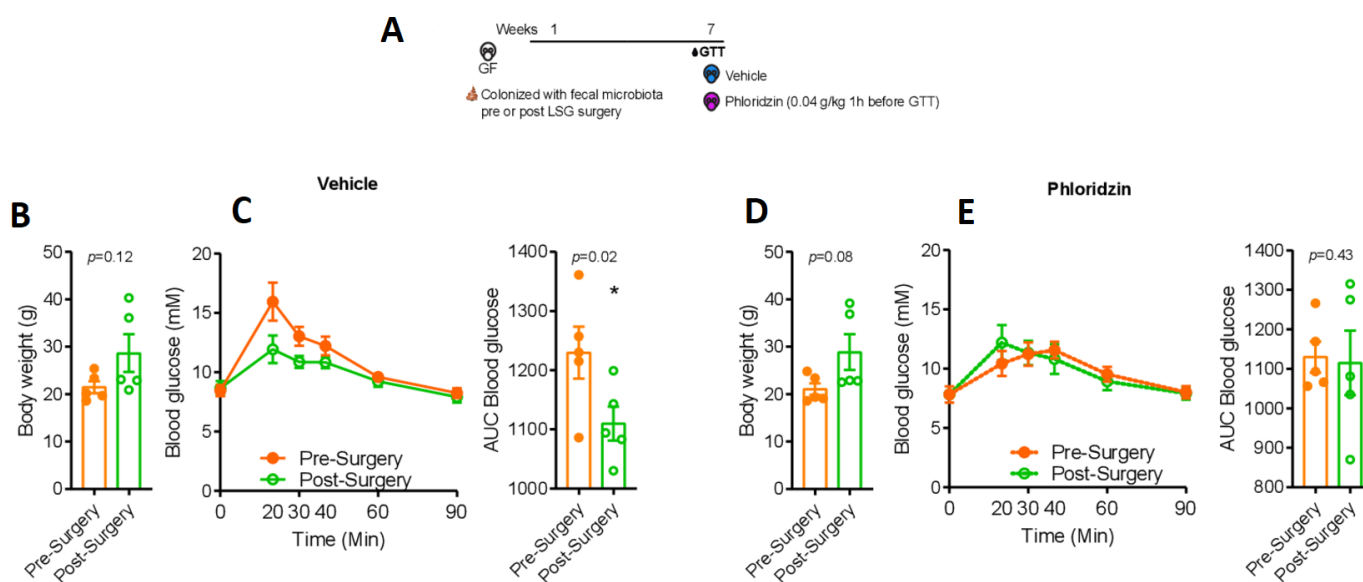 A
Weeks 1 7
GTT
GF
Vehicle
Colonized with fecal microbiota
pre or post LSG surgery
Phloridzin (0.04 g/kg 1h before GTT)
Vehicle
Phloridzin
B
C
D
E
Body weight (g)
50
40
30
20
10
0
p=0.12
Pre-Surgery
Post-Surgery
Blood glucose (mM)
20
15
10
5
0
Pre-Surgery
Post-Surgery
0 20 30 40 60 90
Time (Min)
AUC Blood glucose
1400
1300
1200
1100
1000
p=0.02
*
Pre-Surgery
Post-Surgery
Body weight (g)
50
40
30
20
10
0
p=0.08
Pre-Surgery
Post-Surgery
Blood glucose (mM)
20
15
10
5
0
Pre-Surgery
Post-Surgery
0 20 30 40 60 90
Time (Min)
AUC Blood glucose
1400
1300
1200
1100
1000
900
800
p=0.43
Pre-Surgery
Post-Surgery